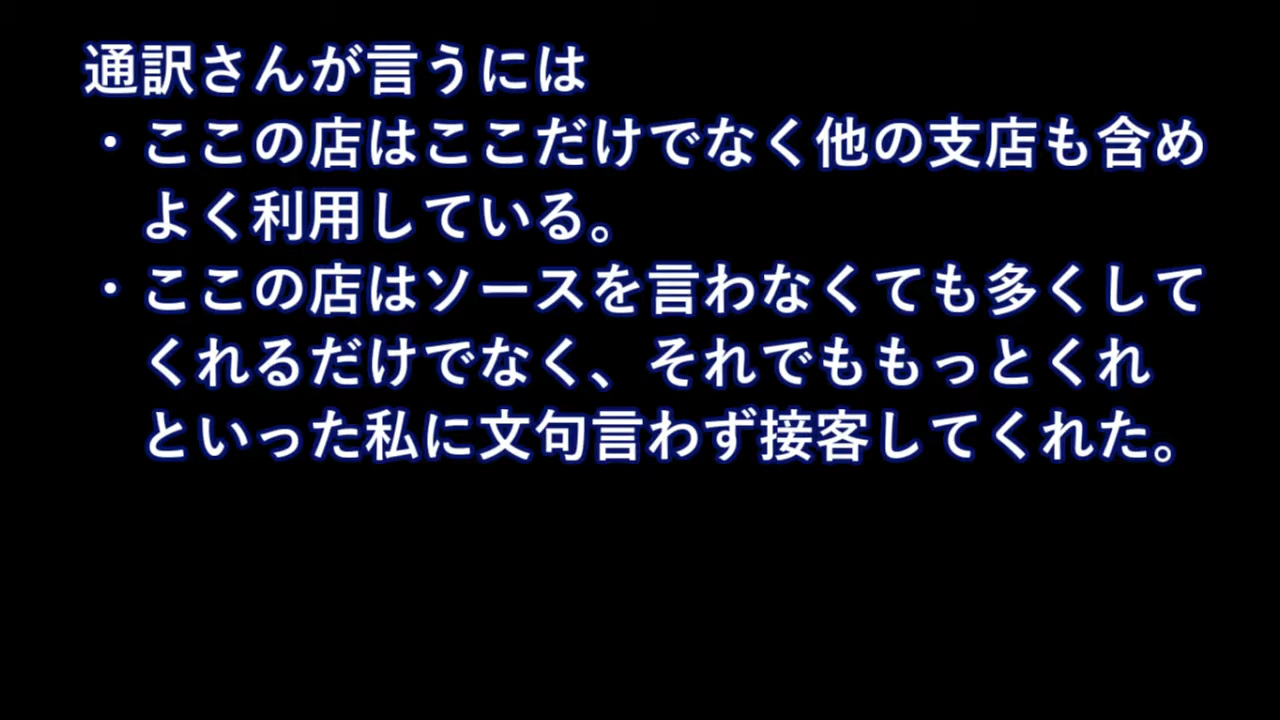 通訳さんが言うには
・ここの店はここだけでなく他の支店も含め
よく利用している。
・ここの店はソースを言わなくても多くして
くれるだけでなく、それでももっとくれ
といった私に文句言わず接客してくれた。